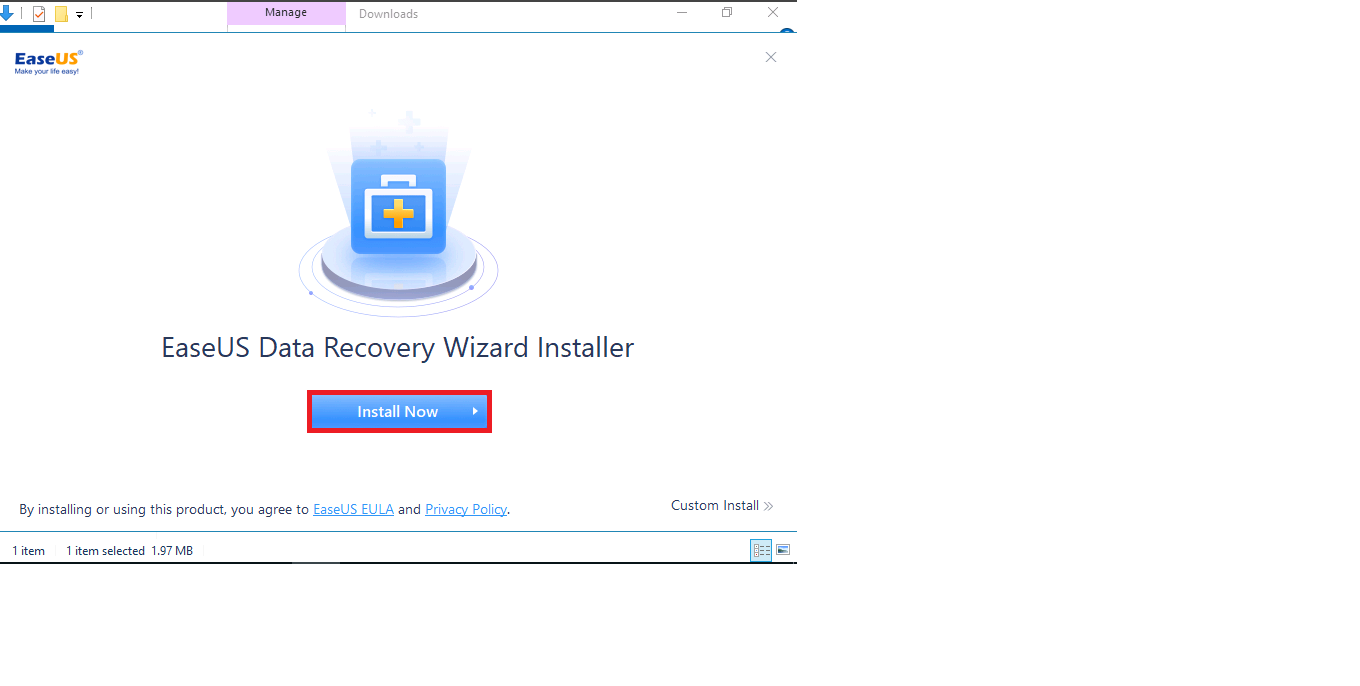 Manage
Downloads
EaseUS®
Make your life easy!
EaseUS Data Recovery Wizard Installer
Install Now
Custom Install
By installing or using this product, you agree to EaseUS EULA and Privacy Policy.
1 item 1 item selected 1.97 MB